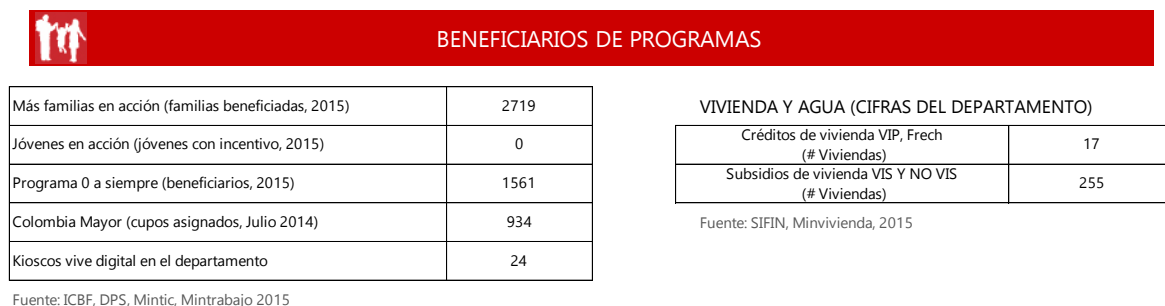 BENEFICIARIOS DE PROGRAMAS
Más familias en acción (familias beneficiadas, 2015) 2719
Jóvenes en acción (jóvenes con incentivo, 2015) 0
Programa 0 a siempre (beneficiarios, 2015) 1561
Colombia Mayor (cupos asignados, Julio 2014) 934
Kioscos vive digital en el departamento 24
Fuente: ICBF, DPS, Mintic, Mintrabajo 2015
VIVIENDA Y AGUA (CIFRAS DEL DEPARTAMENTO)
Créditos de vivienda VIP, Frech
(# Viviendas) 17
Subsidios de vivienda VIS Y NO VIS
(# Viviendas) 255
Fuente: SIFIN, Minvivienda, 2015